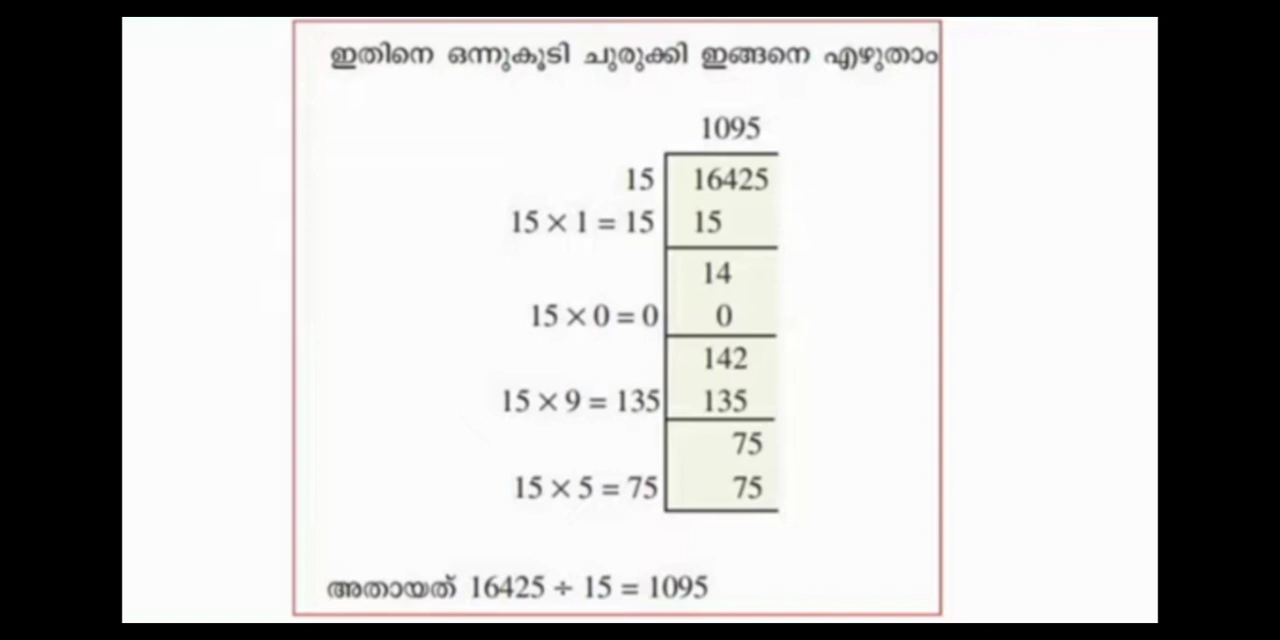 ഇതിനെ ഒന്നുകൂടി ചുരുക്കി ഇങ്ങനെ എഴുതാം
1095
15 16425
15 × 1 = 15 15
14
15 × 0 = 0 0
142
15 × 9 = 135 135
75
15 × 5 = 75 75
അതായത് 16425 ÷ 15 = 1095